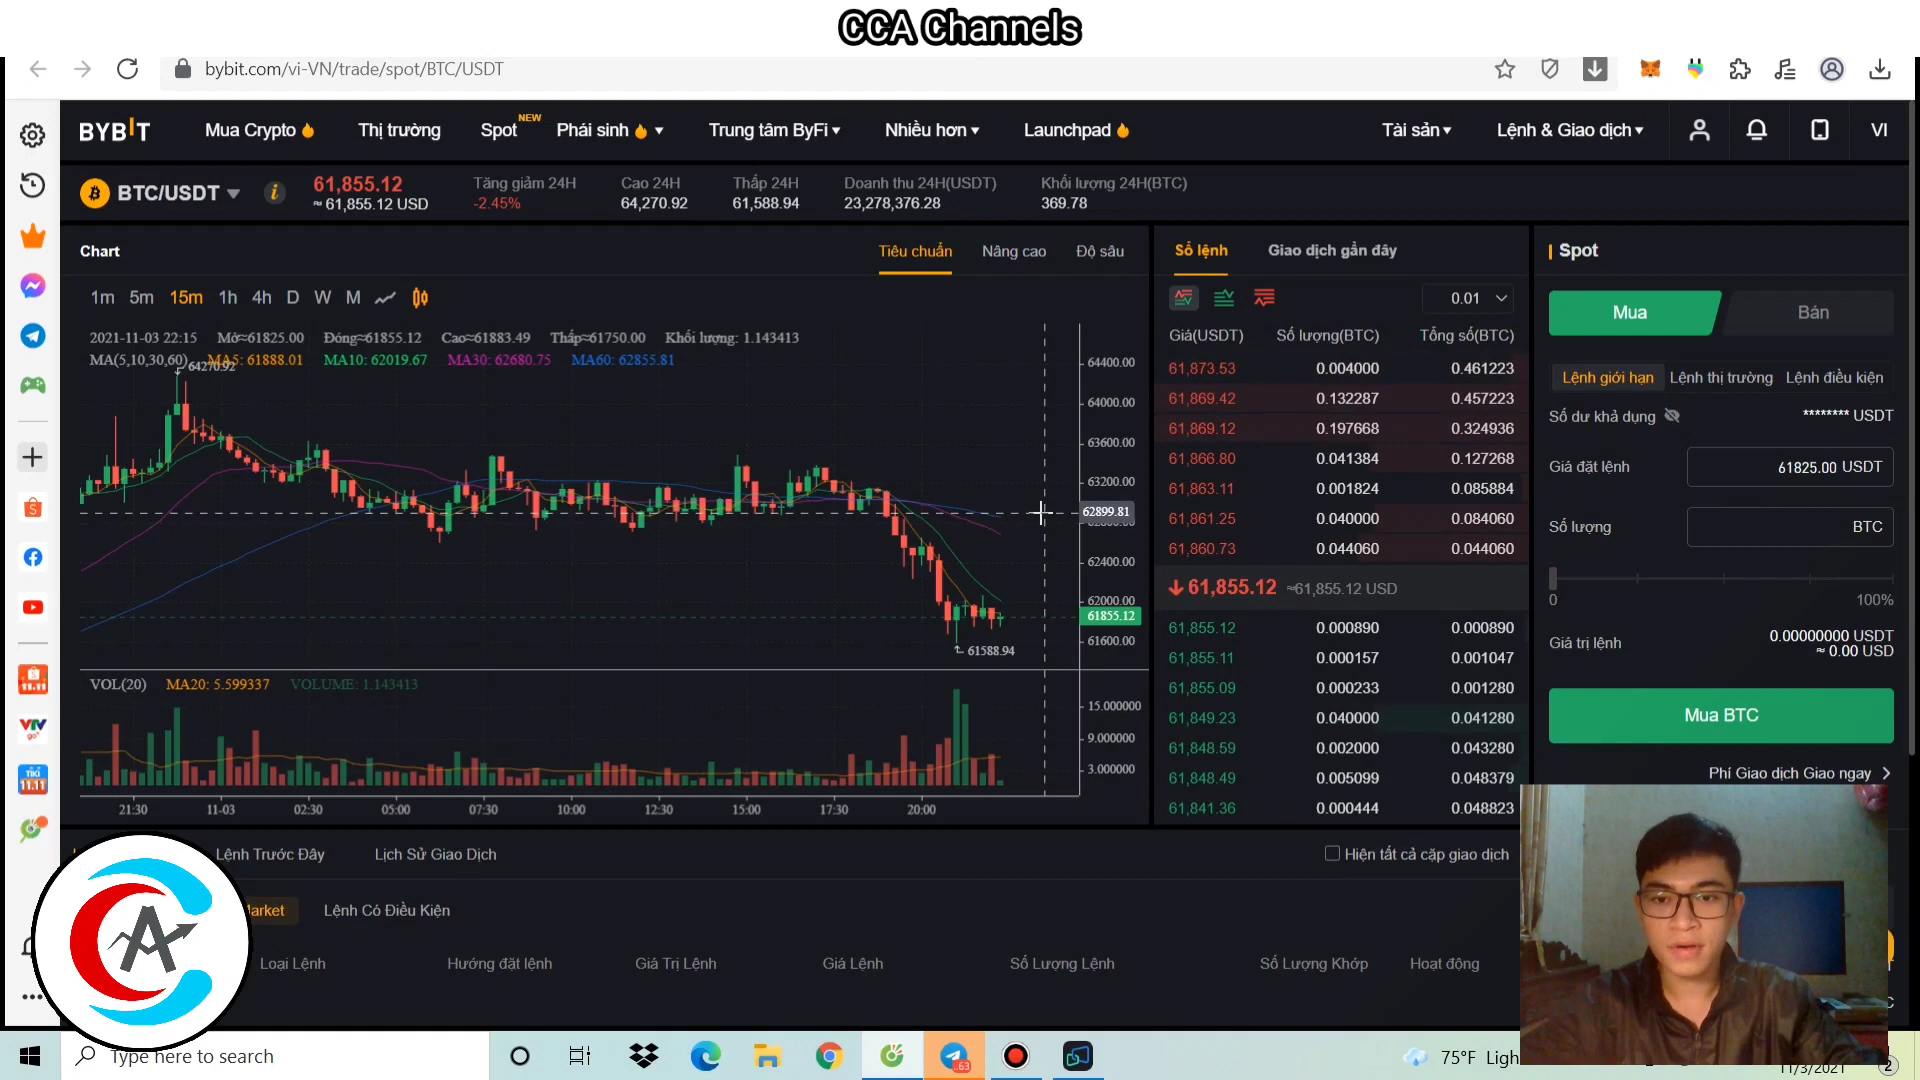 CCA Channels
bybit.com/vi-VN/trade/spot/BTC/USDT
BYBIT Mua Crypto Thị trường Spot NEW Phái sinh Trung tâm ByFi Nhiều hơn Launchpad Tài sản Lệnh & Giao dịch VI
BTC/USDT i 61,855.12 Tăng giảm 24H Cao 24H Thấp 24H Doanh thu 24H(USDT) Khối lượng 24H(BTC)
≈ 61,855.12 USD -2.45% 64,270.92 61,588.94 23,278,376.28 369.78
Chart Tiêu chuẩn Nâng cao Độ sâu
1m 5m 15m 1h 4h D W M
2021-11-03 22:15 Mở≈61825.00 Đóng≈61855.12 Cao≈61883.49 Thấp≈61750.00 Khối lượng: 1.143413
MA(5,10,30,60) MA5: 61888.01 MA10: 62019.67 MA30: 62680.75 MA60: 62855.81
64270.92
64400.00
64000.00
63600.00
63200.00
62899.81
62800.00
62400.00
62000.00
61855.12
61600.00
61588.94
VOL(20) MA20: 5.599337 VOLUME: 1.143413
15.000000
9.000000
3.000000
21:30 11-03 02:30 05:00 07:30 10:00 12:30 15:00 17:30 20:00
Sổ lệnh Giao dịch gần đây
0.01
Giá(USDT) Số lượng(BTC) Tổng số(BTC)
61,873.53 0.004000 0.461223
61,869.42 0.132287 0.457223
61,869.12 0.197668 0.324936
61,866.80 0.041384 0.127268
61,863.11 0.001824 0.085884
61,861.25 0.040000 0.084060
61,860.73 0.044060 0.044060
61,855.12 ≈61,855.12 USD
61,855.12 0.000890 0.000890
61,855.11 0.000157 0.001047
61,855.09 0.000233 0.001280
61,849.23 0.040000 0.041280
61,848.59 0.002000 0.043280
61,848.49 0.005099 0.048379
61,841.36 0.000444 0.048823
Spot
Mua Bán
Lệnh giới hạn Lệnh thị trường Lệnh điều kiện
Số dư khả dụng ******** USDT
Giá đặt lệnh 61825.00 USDT
Số lượng BTC
0 100%
Giá trị lệnh 0.00000000 USDT
≈ 0.00 USD
Mua BTC
Phí Giao dịch Giao ngay
Lệnh Trước Đây Lịch Sử Giao Dịch Hiện tất cả cặp giao dịch
arket Lệnh Có Điều Kiện
Loại Lệnh Hướng đặt lệnh Giá Trị Lệnh Giá Lệnh Số Lượng Lệnh Số Lượng Khớp Hoạt động
11.11
VTV
go
TIKI
11.11
CA
Type here to search
63
75°F Ligh
11/3/2021
2